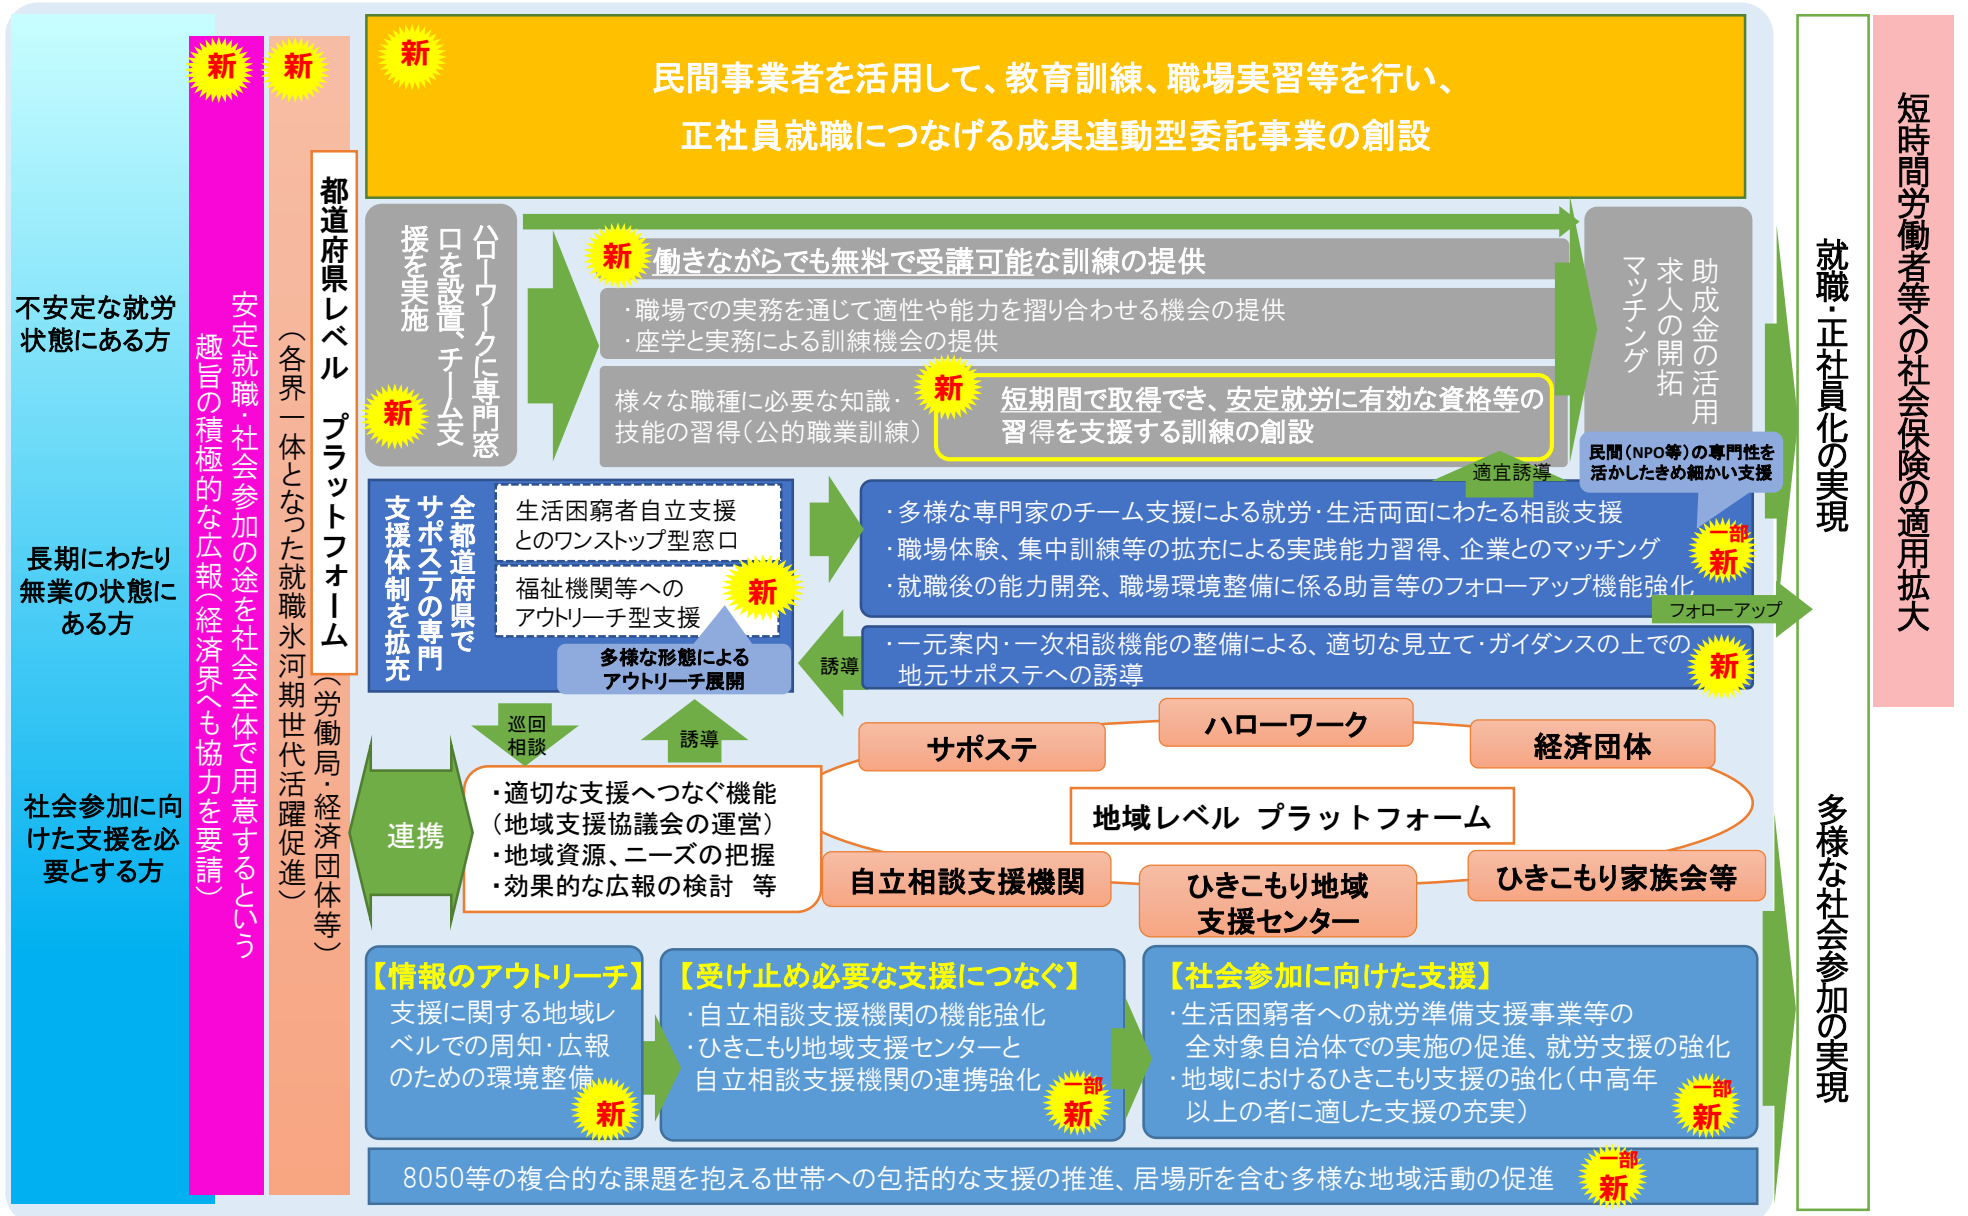 不安定な就労
状態にある方
長期にわたり
無業の状態に
ある方
社会参加に向
けた支援を必
要とする方
新
安定就職・社会参加の途を社会全体で用意するという
趣旨の積極的な広報（経済界へも協力を要請）
新
都道府県レベル プラットフォーム
（労働局・経済団体等）
（各界一体となった就職氷河期世代活躍促進）
新
民間事業者を活用して、教育訓練、職場実習等を行い、
正社員就職につなげる成果連動型委託事業の創設
ハローワークに専門窓
口を設置、チーム支
援を実施
新
新
働きながらでも無料で受講可能な訓練の提供
・職場での実務を通じて適性や能力を摺り合わせる機会の提供
・座学と実務による訓練機会の提供
様々な職種に必要な知識・
技能の習得（公的職業訓練）
新
短期間で取得でき、安定就労に有効な資格等の
習得を支援する訓練の創設
助成金の活用
求人の開拓
マッチング
民間（NPO等）の専門性を
活かしたきめ細かい支援
適宜誘導
全都道府県で
サポステの専門
支援体制を拡充
生活困窮者自立支援
とのワンストップ型窓口
福祉機関等への
アウトリーチ型支援
新
多様な形態による
アウトリーチ展開
・多様な専門家のチーム支援による就労・生活両面にわたる相談支援
・職場体験、集中訓練等の拡充による実践能力習得、企業とのマッチング
・就職後の能力開発、職場環境整備に係る助言等のフォローアップ機能強化
一部
新
フォローアップ
誘導
・一元案内・一次相談機能の整備による、適切な見立て・ガイダンスの上での
地元サポステへの誘導
新
巡回
相談
誘導
連携
・適切な支援へつなぐ機能
（地域支援協議会の運営）
・地域資源、ニーズの把握
・効果的な広報の検討 等
サポステ
ハローワーク
経済団体
地域レベル プラットフォーム
自立相談支援機関
ひきこもり地域
支援センター
ひきこもり家族会等
【情報のアウトリーチ】
支援に関する地域レ
ベルでの周知・広報
のための環境整備
新
【受け止め必要な支援につなぐ】
・自立相談支援機関の機能強化
・ひきこもり地域支援センターと
自立相談支援機関の連携強化
一部
新
【社会参加に向けた支援】
・生活困窮者への就労準備支援事業等の
全対象自治体での実施の促進、就労支援の強化
・地域におけるひきこもり支援の強化（中高年
以上の者に適した支援の充実）
一部
新
8050等の複合的な課題を抱える世帯への包括的な支援の推進、居場所を含む多様な地域活動の促進
一部
新
就職・正社員化の実現
多様な社会参加の実現
短時間労働者等への社会保険の適用拡大